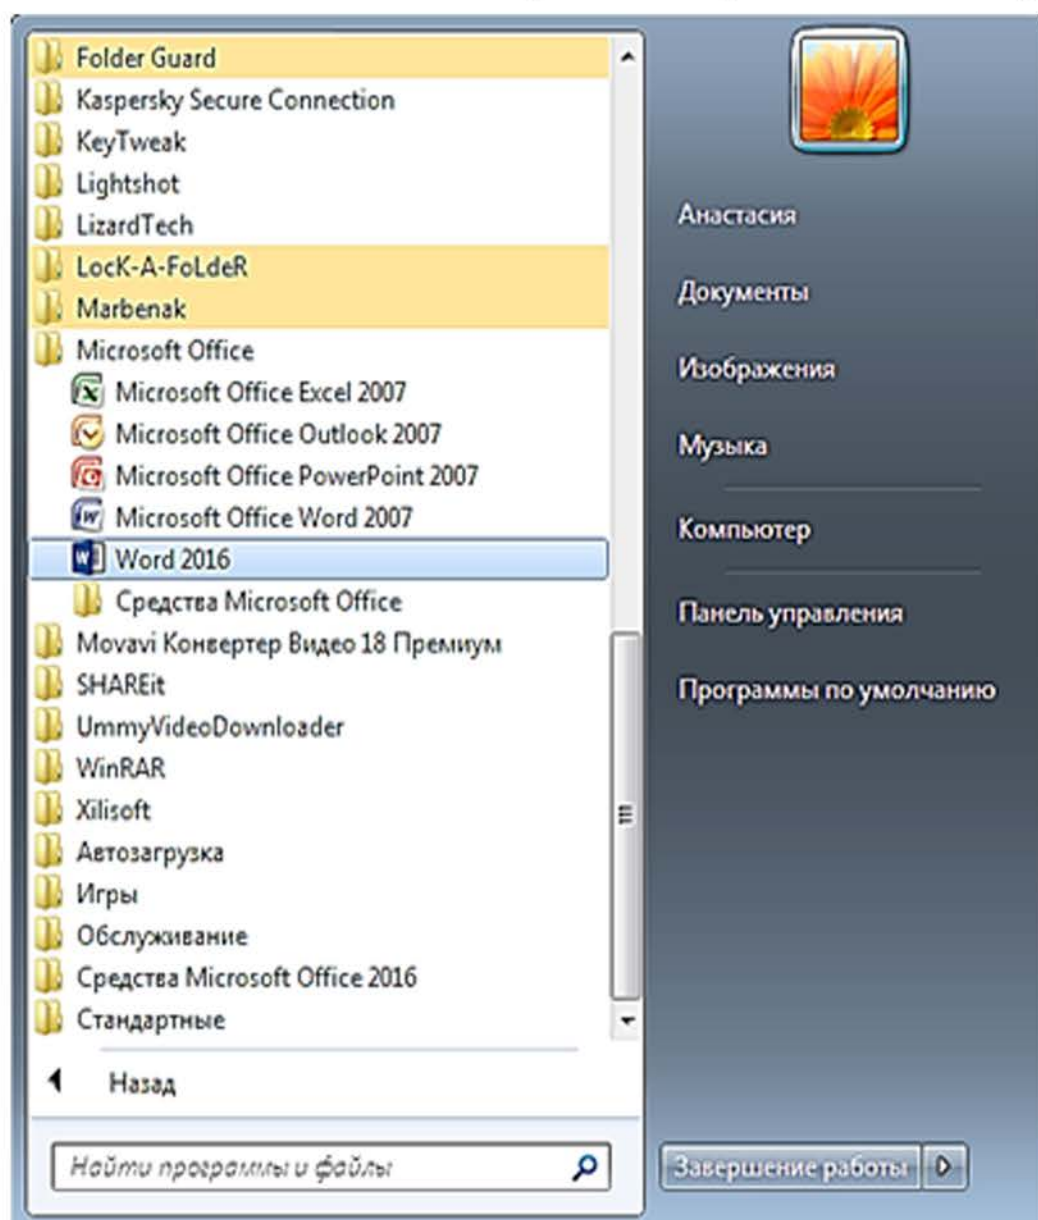 Folder Guard
Kaspersky Secure Connection
KeyTweak
Lightshot
LizardTech
LocK-A-FoLdeR
Marbenak
Microsoft Office
Microsoft Office Excel 2007
Microsoft Office Outlook 2007
Microsoft Office PowerPoint 2007
Microsoft Office Word 2007
Word 2016
Средства Microsoft Office
Movavi Конвертер Видео 18 Премиум
SHAREit
UmmyVideoDownloader
WinRAR
Xilisoft
Автозагрузка
Игры
Обслуживание
Средства Microsoft Office 2016
Стандартные
Назад
Найти программы и файлы
Анастасия
Документы
Изображения
Музыка
Компьютер
Панель управления
Программы по умолчанию
Завершение работы